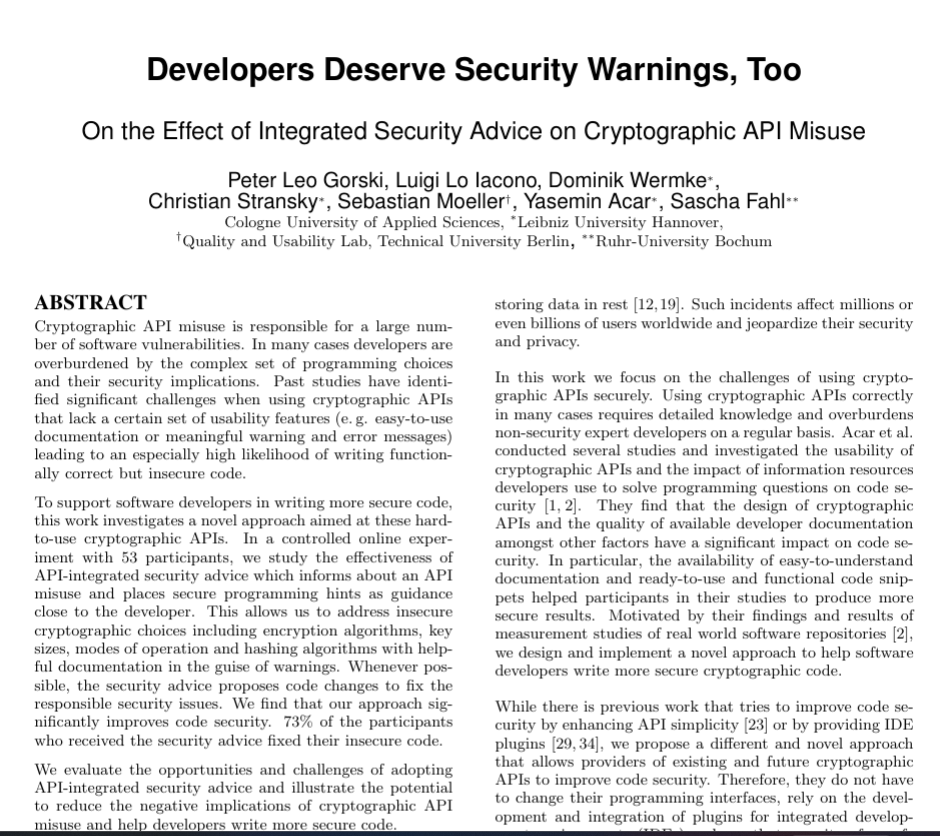 Developers Deserve Security Warnings, Too
On the Effect of Integrated Security Advice on Cryptographic API Misuse
Peter Leo Gorski, Luigi Lo Iacono, Dominik Wermke*,
Christian Stransky*, Sebastian Moeller†, Yasemin Acar*, Sascha Fahl**
Cologne University of Applied Sciences, *Leibniz University Hannover,
†Quality and Usability Lab, Technical University Berlin, **Ruhr-University Bochum
ABSTRACT
Cryptographic API misuse is responsible for a large num-
ber of software vulnerabilities. In many cases developers are
overburdened by the complex set of programming choices
and their security implications. Past studies have identi-
fied significant challenges when using cryptographic APIs
that lack a certain set of usability features (e. g. easy-to-use
documentation or meaningful warning and error messages)
leading to an especially high likelihood of writing function-
ally correct but insecure code.
To support software developers in writing more secure code,
this work investigates a novel approach aimed at these hard-
to-use cryptographic APIs. In a controlled online exper-
iment with 53 participants, we study the effectiveness of
API-integrated security advice which informs about an API
misuse and places secure programming hints as guidance
close to the developer. This allows us to address insecure
cryptographic choices including encryption algorithms, key
sizes, modes of operation and hashing algorithms with help-
ful documentation in the guise of warnings. Whenever pos-
sible, the security advice proposes code changes to fix the
responsible security issues. We find that our approach sig-
nificantly improves code security. 73% of the participants
who received the security advice fixed their insecure code.
We evaluate the opportunities and challenges of adopting
API-integrated security advice and illustrate the potential
to reduce the negative implications of cryptographic API
misuse and help developers write more secure code.
storing data in rest [12,19]. Such incidents affect millions or
even billions of users worldwide and jeopardize their security
and privacy.
In this work we focus on the challenges of using crypto-
graphic APIs securely. Using cryptographic APIs correctly
in many cases requires detailed knowledge and overburdens
non-security expert developers on a regular basis. Acar et al.
conducted several studies and investigated the usability of
cryptographic APIs and the impact of information resources
developers use to solve programming questions on code se-
curity [1, 2]. They find that the design of cryptographic
APIs and the quality of available developer documentation
amongst other factors have a significant impact on code se-
curity. In particular, the availability of easy-to-understand
documentation and ready-to-use and functional code snip-
pets helped participants in their studies to produce more
secure results. Motivated by their findings and results of
measurement studies of real world software repositories [2],
we design and implement a novel approach to help software
developers write more secure cryptographic code.
While there is previous work that tries to improve code se-
curity by enhancing API simplicity [23] or by providing IDE
plugins [29, 34], we propose a different and novel approach
that allows providers of existing and future cryptographic
APIs to improve code security. Therefore, they do not have
to change their programming interfaces, rely on the devel-
opment and integration of plugins for integrated develop-